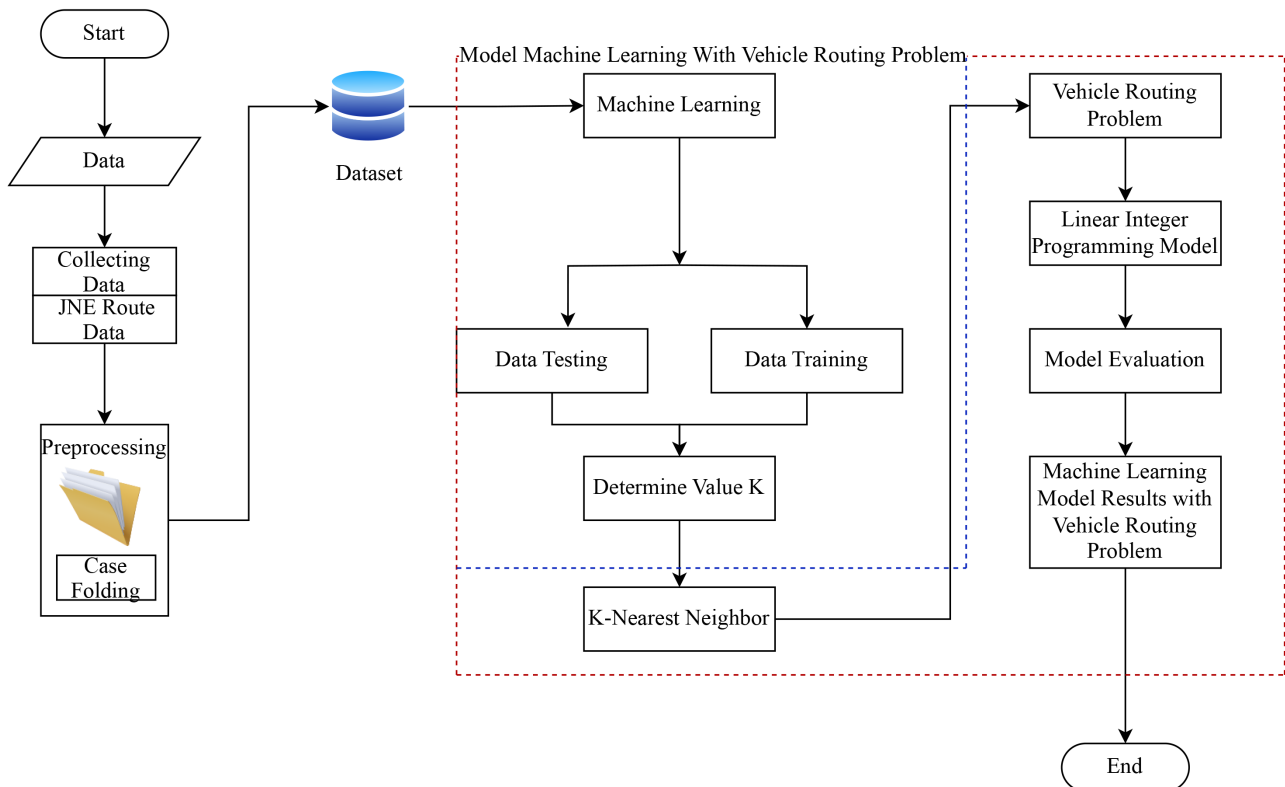 Start
Data
Collecting
Data
JNE Route
Data
Preprocessing
Case
Folding
Dataset
Model Machine Learning With Vehicle Routing Problem
Machine Learning
Data Testing
Data Training
Determine Value K
K-Nearest Neighbor
Vehicle Routing
Problem
Linear Integer
Programming Model
Model Evaluation
Machine Learning
Model Results with
Vehicle Routing
Problem
End